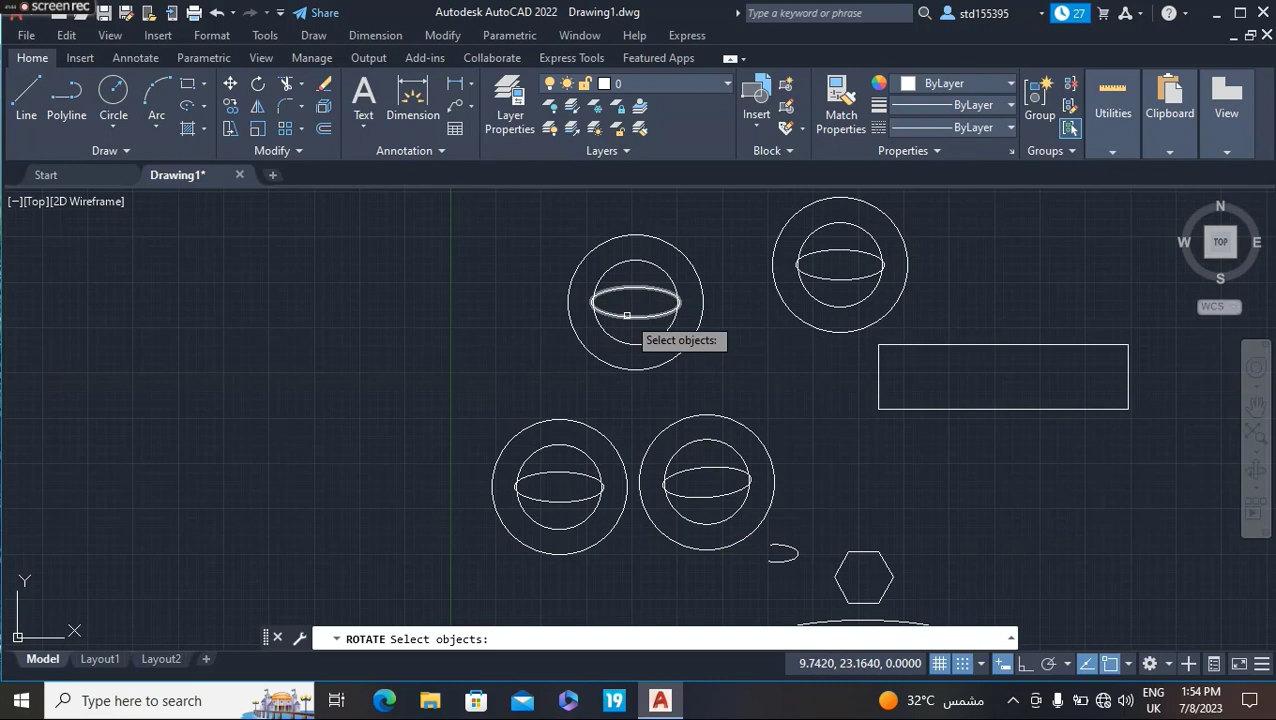 screen rec
Share
Autodesk AutoCAD 2022 Drawing1.dwg
Type a keyword or phrase
std155395
27
File Edit View Insert Format Tools Draw Dimension Modify Parametric Window Help Express
Home Insert Annotate Parametric View Manage Output Add-ins Collaborate Express Tools Featured Apps
Line Polyline Circle Arc
Text Dimension
Layer Properties
0
Insert
Match Properties
ByLayer
ByLayer
ByLayer
Group
Utilities Clipboard View
Draw Modify Annotation Layers Block Properties Groups
Start Drawing1*
[−][Top][2D Wireframe]
N
W TOP E
S
WCS
Select objects:
Y
X
ROTATE Select objects:
Model Layout1 Layout2
9.7420, 23.1640, 0.0000
Type here to search
19
A
32°C مشمس
ENG
UK
1:54 PM
7/8/2023